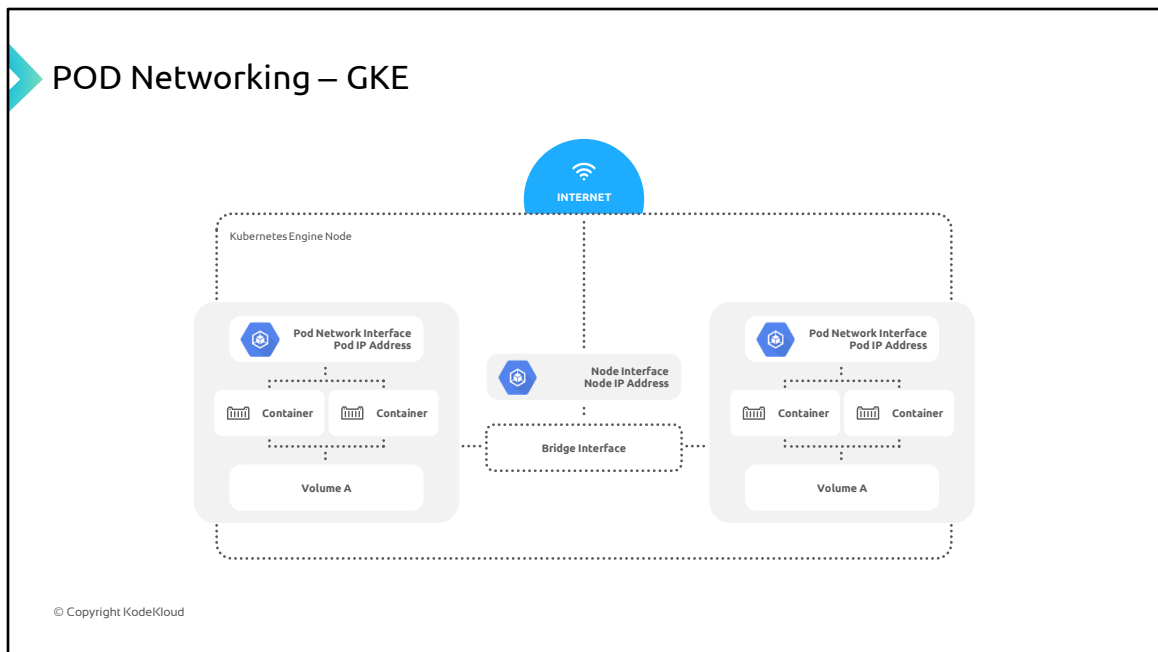 POD Networking – GKE
INTERNET
Kubernetes Engine Node
Pod Network Interface
Pod IP Address
Container
Container
Volume A
Node Interface
Node IP Address
Bridge Interface
Pod Network Interface
Pod IP Address
Container
Container
Volume A
© Copyright KodeKloud